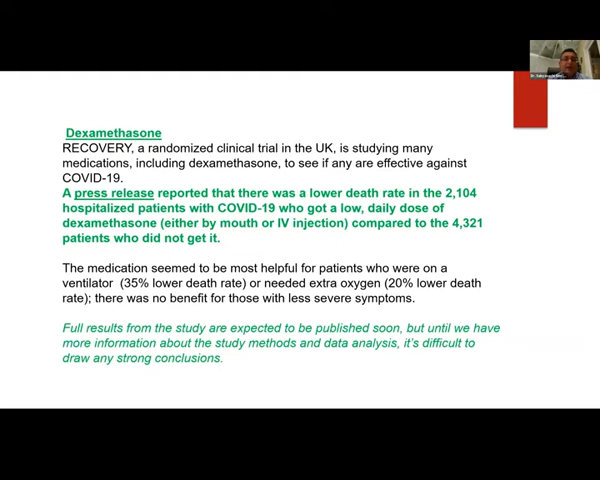 Dexamethasone
RECOVERY, a randomized clinical trial in the UK, is studying many
medications, including dexamethasone, to see if any are effective against
COVID-19.
A press release reported that there was a lower death rate in the 2,104
hospitalized patients with COVID-19 who got a low, daily dose of
dexamethasone (either by mouth or IV injection) compared to the 4,321
patients who did not get it.
The medication seemed to be most helpful for patients who were on a
ventilator (35% lower death rate) or needed extra oxygen (20% lower death
rate); there was no benefit for those with less severe symptoms.
Full results from the study are expected to be published soon, but until we have
more information about the study methods and data analysis, it’s difficult to
draw any strong conclusions.